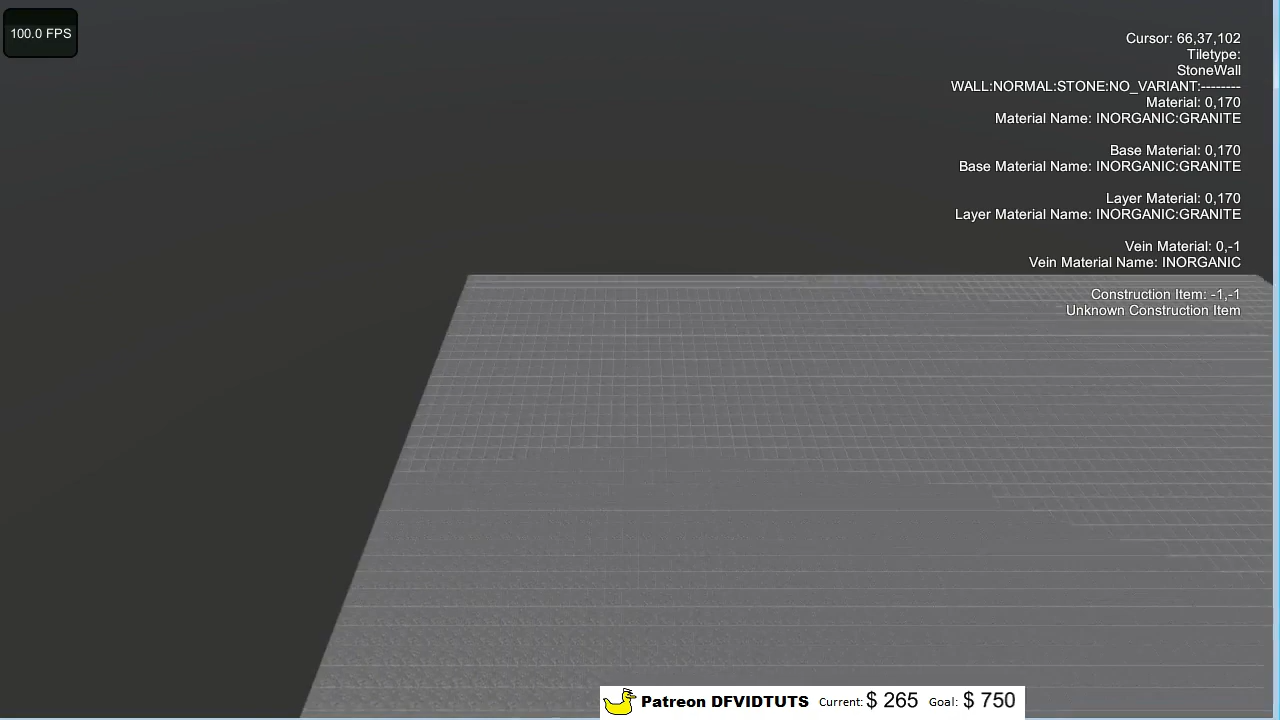 100.0 FPS
Cursor: 66,37,102
Tiletype:
StoneWall
WALL:NORMAL:STONE:NO_VARIANT:--------
Material: 0,170
Material Name: INORGANIC:GRANITE
Base Material: 0,170
Base Material Name: INORGANIC:GRANITE
Layer Material: 0,170
Layer Material Name: INORGANIC:GRANITE
Vein Material: 0,-1
Vein Material Name: INORGANIC
Construction Item: -1,-1
Unknown Construction Item
Patreon DFVIDTUTS Current: $ 265 Goal: $ 750